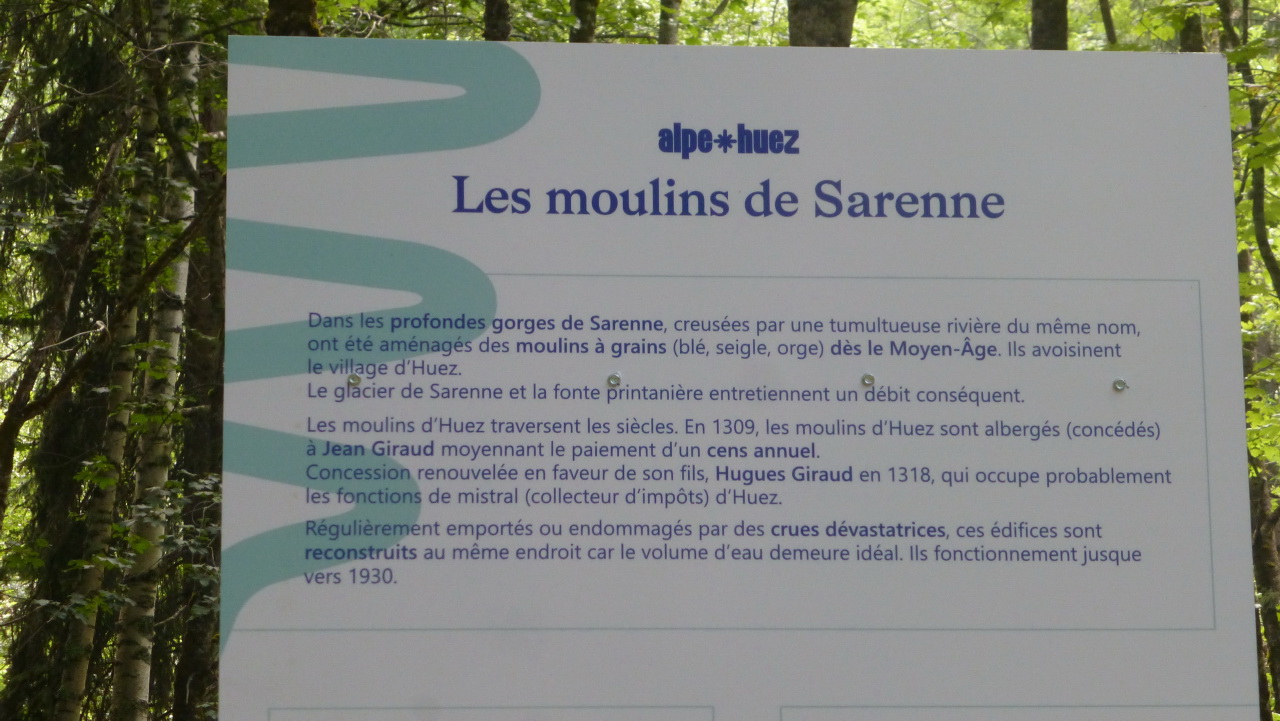 alpe*huez
Les moulins de Sarenne
Dans les profondes gorges de Sarenne, creusées par une tumultueuse rivière du même nom,
ont été aménagés des moulins à grains (blé, seigle, orge) dès le Moyen-Âge. Ils avoisinent
le village d'Huez.
Le glacier de Sarenne et la fonte printanière entretiennent un débit conséquent.
Les moulins d'Huez traversent les siècles. En 1309, les moulins d'Huez sont albergés (concédés)
à Jean Giraud moyennant le paiement d'un cens annuel.
Concession renouvelée en faveur de son fils, Hugues Giraud en 1318, qui occupe probablement
les fonctions de mistral (collecteur d'impôts) d'Huez.
Régulièrement emportés ou endommagés par des crues dévastatrices, ces édifices sont
reconstruits au même endroit car le volume d'eau demeure idéal. Ils fonctionnement jusque
vers 1930.